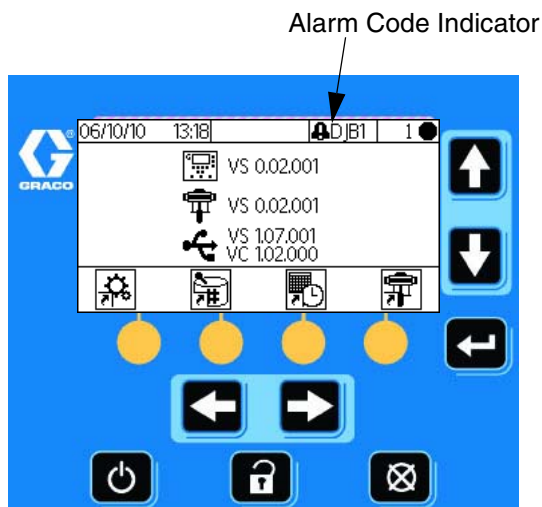 Alarm Code Indicator
06/10/10 13:18 DJB1 1
VS 0.02.001
VS 0.02.001
VS 1.07.001
VC 1.02.000
GRACO